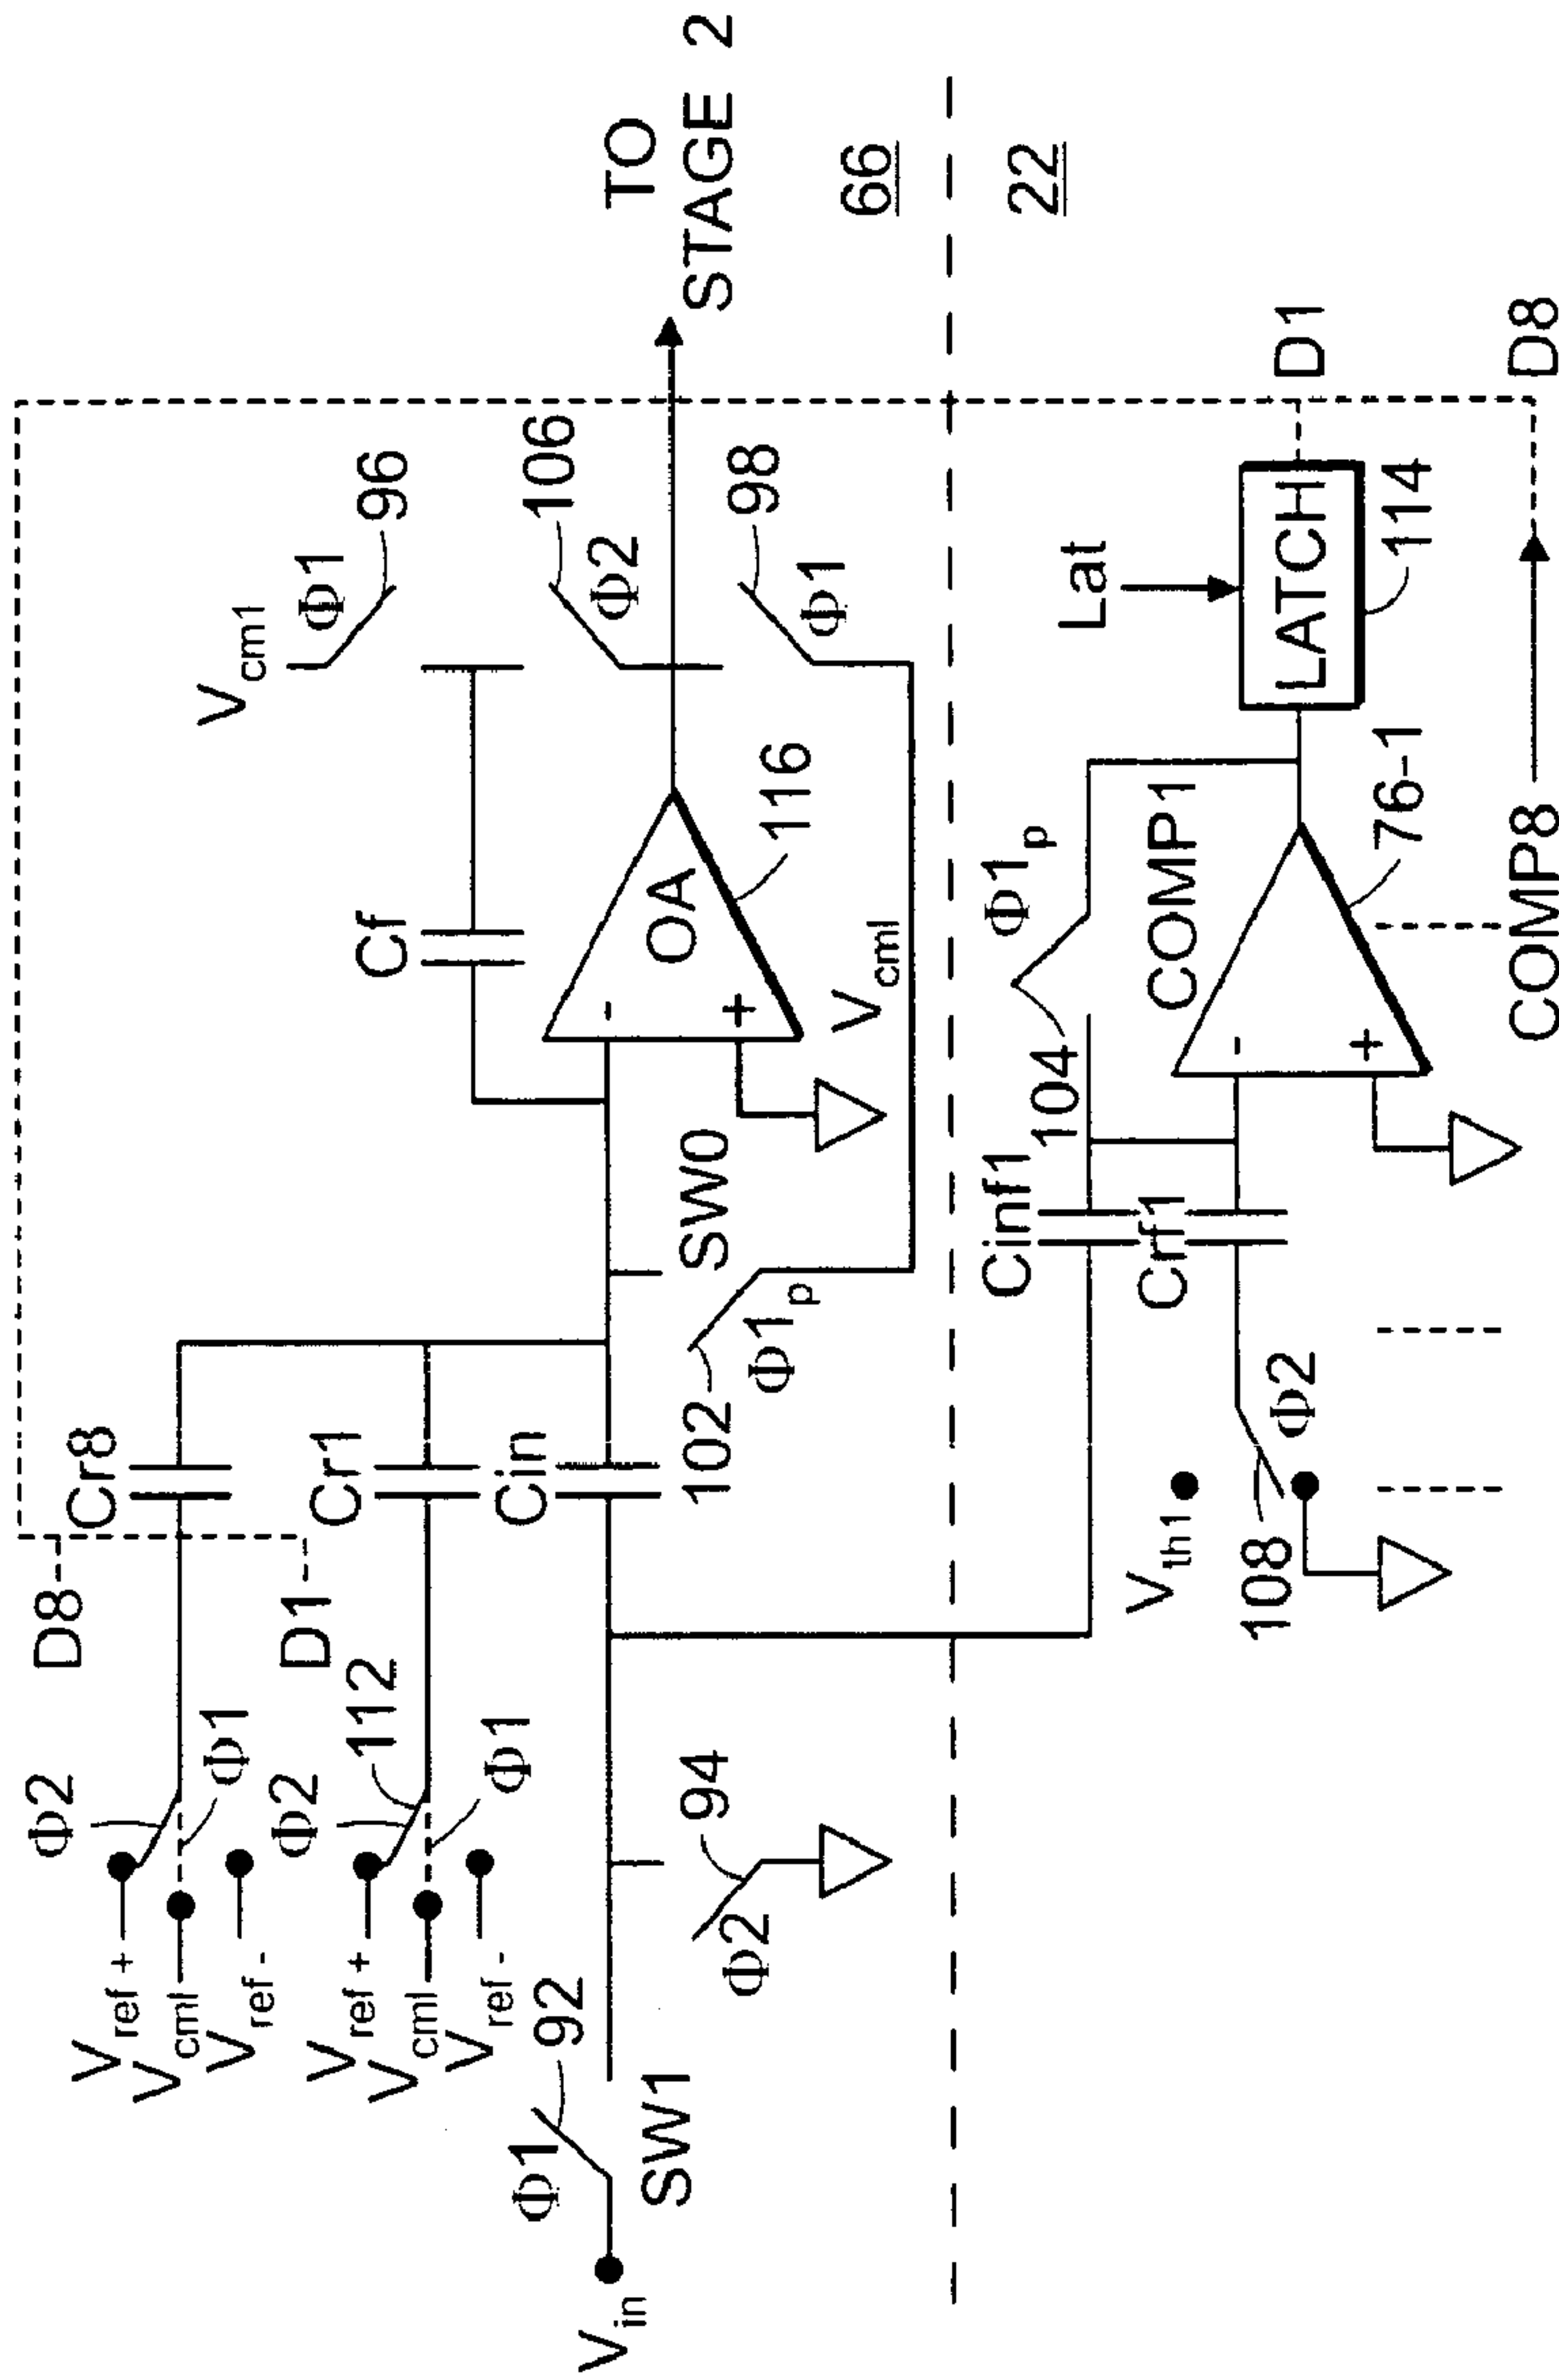 Vref +
Vcml
Vref -
Φ2
Φ1
D8
Cr8
Vref +
Vcml
Vref -
Φ2
112
Φ1
D1
Cr1
Cin
Vin
Φ1
92
SW1
Φ2
94
102
Φ1p
SW0
Cf
OA
-
+
116
Vcml
Vcm1
Φ1
96
106
Φ2
98
Φ1
TO
STAGE 2
66
22
Cinf1
104
Φ1p
Crf1
Vth1
108
Φ2
COMP1
-
+
76-1
Lat
LATCH
114
D1
COMP8
D8